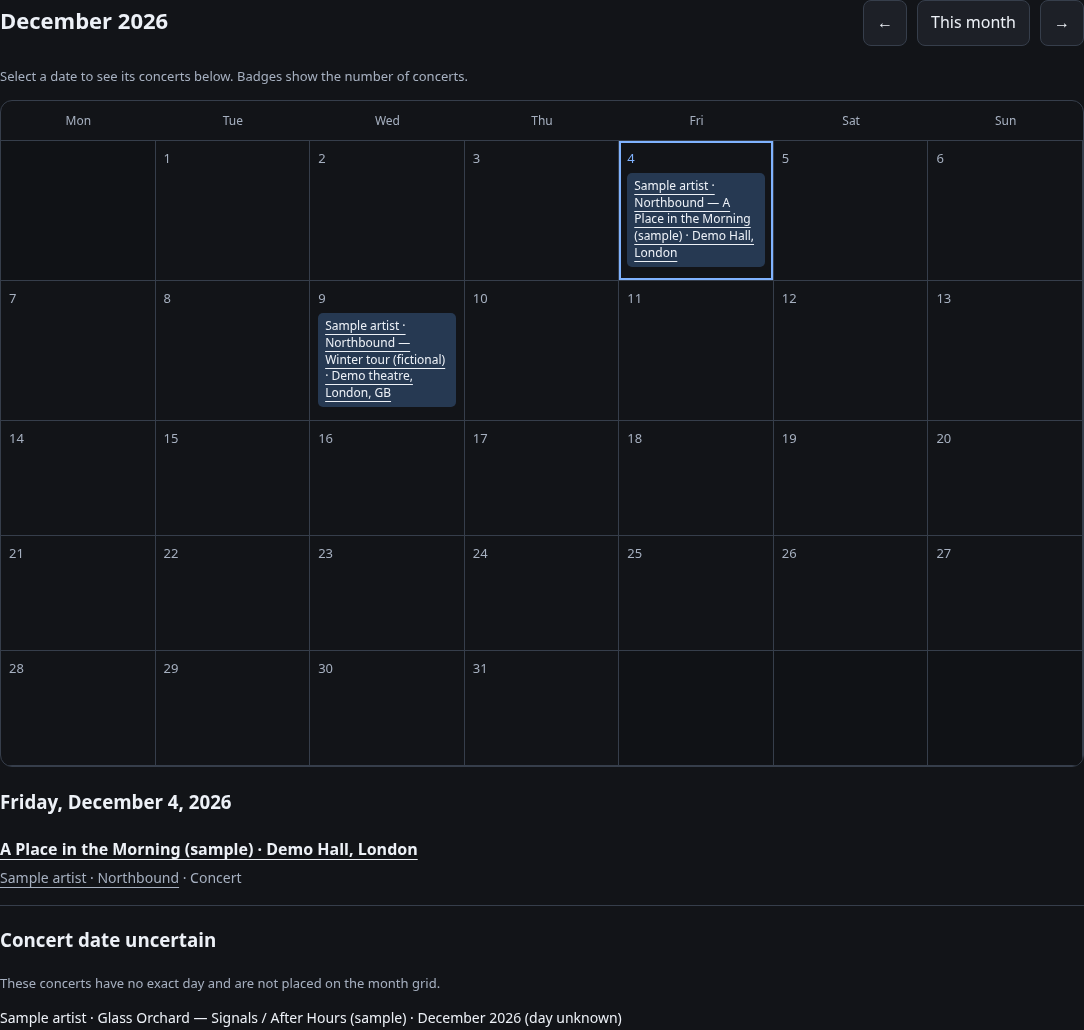 December 2026
← This month →
Select a date to see its concerts below. Badges show the number of concerts.
Mon Tue Wed Thu Fri Sat Sun
1 2 3 4 5 6
Sample artist ·
Northbound — A
Place in the Morning
(sample) · Demo Hall,
London
7 8 9 10 11 12 13
Sample artist ·
Northbound —
Winter tour (fictional)
· Demo theatre,
London, GB
14 15 16 17 18 19 20
21 22 23 24 25 26 27
28 29 30 31
Friday, December 4, 2026
A Place in the Morning (sample) · Demo Hall, London
Sample artist · Northbound · Concert
Concert date uncertain
These concerts have no exact day and are not placed on the month grid.
Sample artist · Glass Orchard — Signals / After Hours (sample) · December 2026 (day unknown)